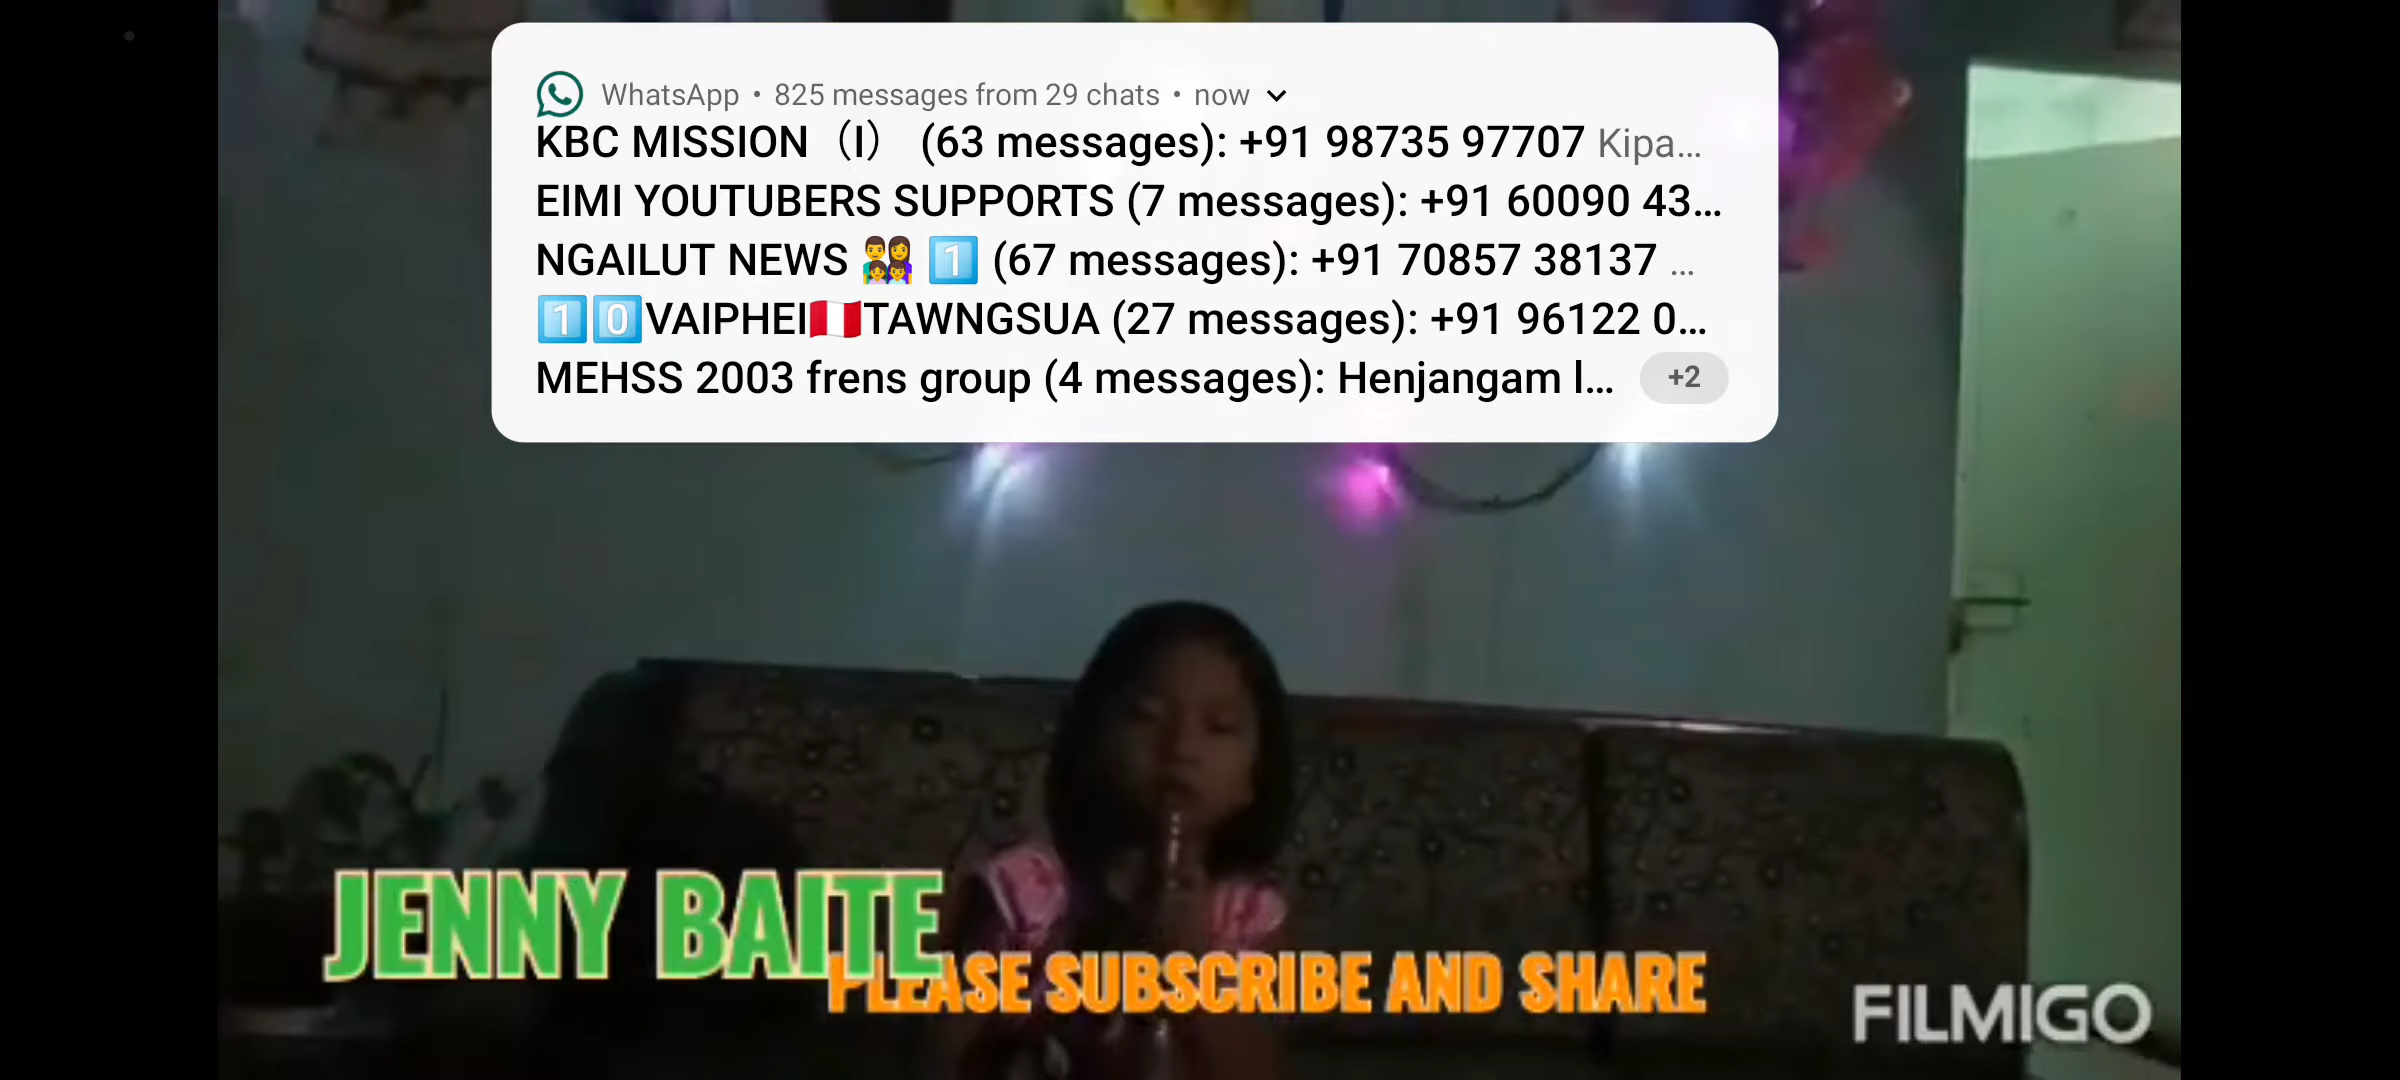 WhatsApp • 825 messages from 29 chats • now
KBC MISSION（I） (63 messages): +91 98735 97707 Kipa...
EIMI YOUTUBERS SUPPORTS (7 messages): +91 60090 43...
NGAILUT NEWS 👨‍👩‍👧‍👦 1️⃣ (67 messages): +91 70857 38137 ...
1️⃣0️⃣VAIPHEI🇵🇪TAWNGSUA (27 messages): +91 96122 0...
MEHSS 2003 frens group (4 messages): Henjangam l... +2
JENNY BAITE
PLEASE SUBSCRIBE AND SHARE
FILMIGO